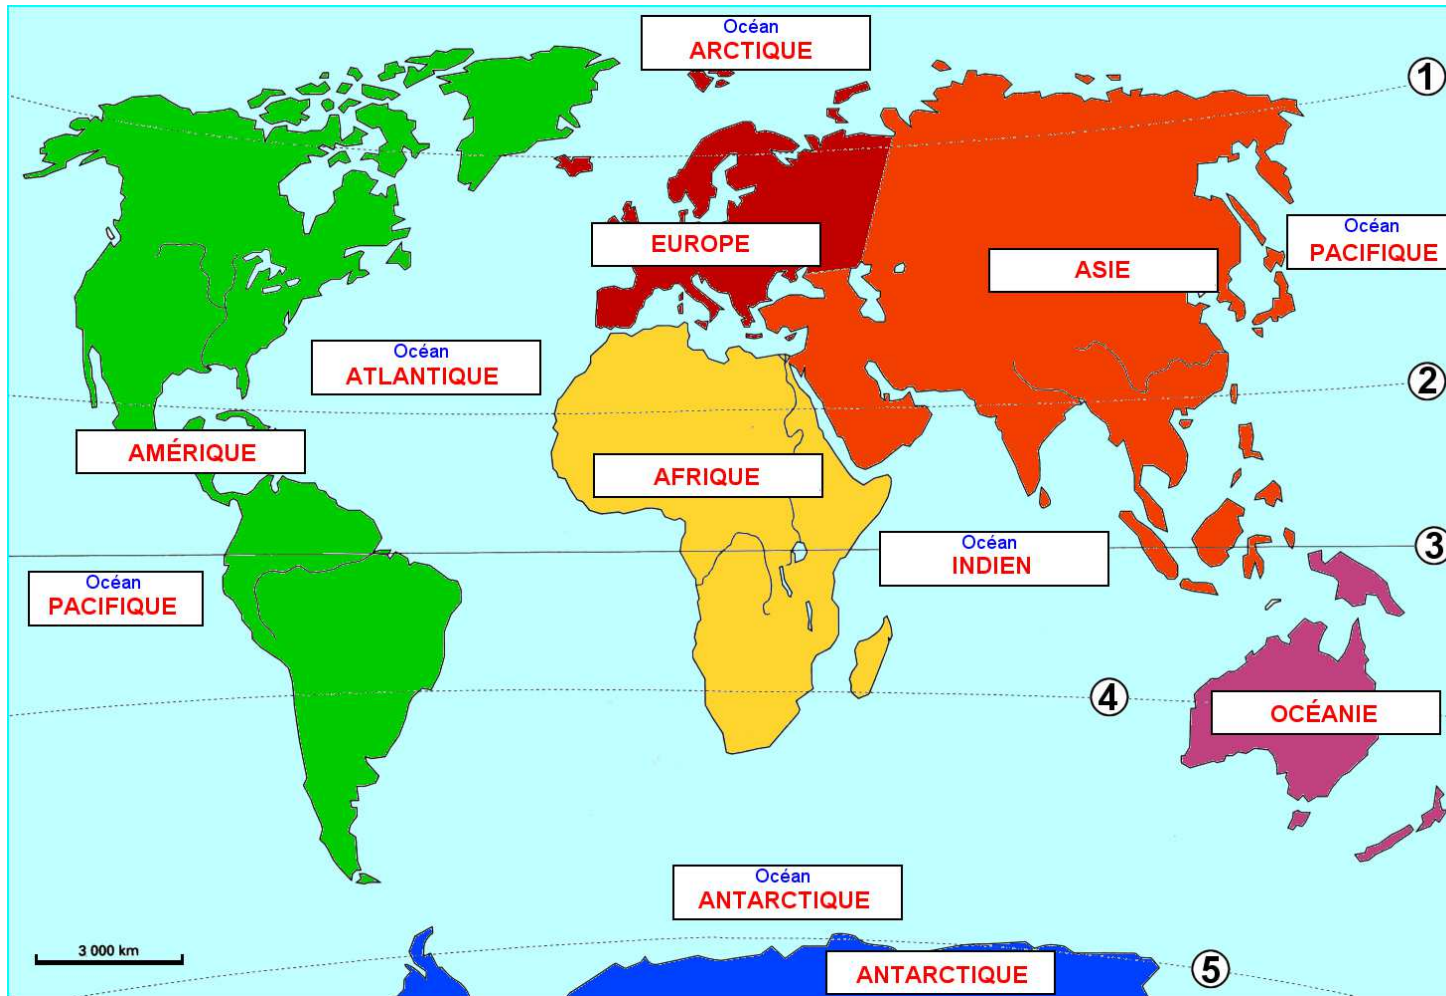 Océan
ARCTIQUE
1
Océan
PACIFIQUE
EUROPE
ASIE
Océan
ATLANTIQUE
2
AMÉRIQUE
AFRIQUE
Océan
INDIEN
3
Océan
PACIFIQUE
4
OCÉANIE
Océan
ANTARCTIQUE
3 000 km
ANTARCTIQUE
5